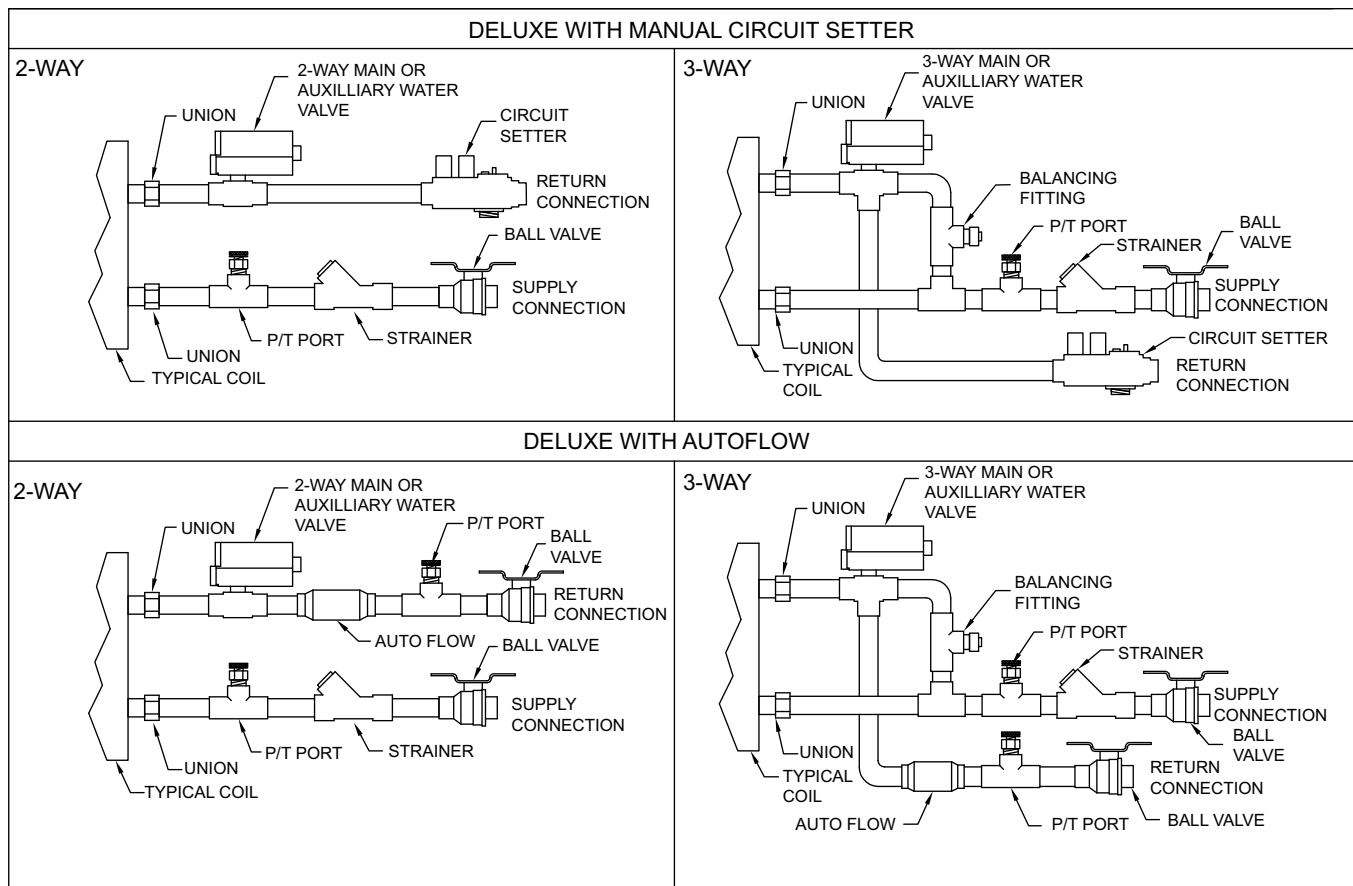 DELUXE WITH MANUAL CIRCUIT SETTER
2-WAY
2-WAY MAIN OR
AUXILLIARY WATER
VALVE
UNION
CIRCUIT
SETTER
RETURN
CONNECTION
BALL VALVE
SUPPLY
CONNECTION
P/T PORT
STRAINER
UNION
TYPICAL COIL
3-WAY
3-WAY MAIN OR
AUXILLIARY WATER
VALVE
UNION
BALANCING
FITTING
P/T PORT
STRAINER
BALL
VALVE
SUPPLY
CONNECTION
UNION
TYPICAL
COIL
CIRCUIT SETTER
RETURN
CONNECTION
DELUXE WITH AUTOFLOW
2-WAY
2-WAY MAIN OR
AUXILLIARY WATER
VALVE
UNION
P/T PORT
BALL
VALVE
RETURN
CONNECTION
AUTO FLOW
BALL VALVE
SUPPLY
CONNECTION
P/T PORT
STRAINER
UNION
TYPICAL COIL
3-WAY
3-WAY MAIN OR
AUXILLIARY WATER
VALVE
UNION
BALANCING
FITTING
P/T PORT
STRAINER
SUPPLY
CONNECTION
BALL
VALVE
UNION
TYPICAL
COIL
RETURN
CONNECTION
AUTO FLOW
P/T PORT
BALL VALVE